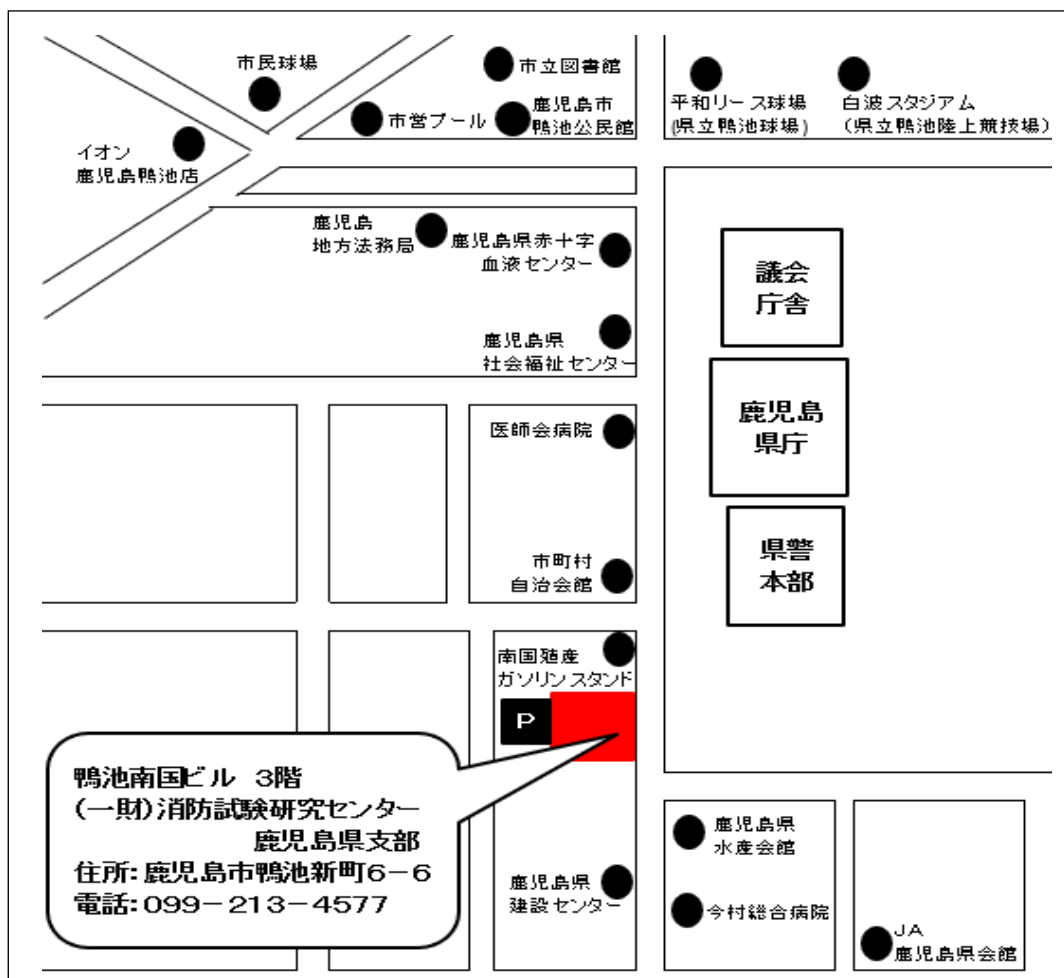 市民球場
市立図書館
市営プール
鹿児島市
鴨池公民館
平和リース球場
(県立鴨池球場)
白波スタジアム
(県立鴨池陸上競技場)
イオン
鹿児島鴨池店
鹿児島
地方法務局
鹿児島県赤十字
血液センター
鹿児島県
社会福祉センター
議会
庁舎
鹿児島
県庁
県警
本部
医師会病院
市町村
自治会館
南国殖産
ガソリンスタンド
P
鴨池南国ビル 3階
(一財)消防試験研究センター
鹿児島県支部
住所:鹿児島市鴨池新町6-6
電話:099-213-4577
鹿児島県
建設センター
鹿児島県
水産会館
今村総合病院
JA
鹿児島県会館